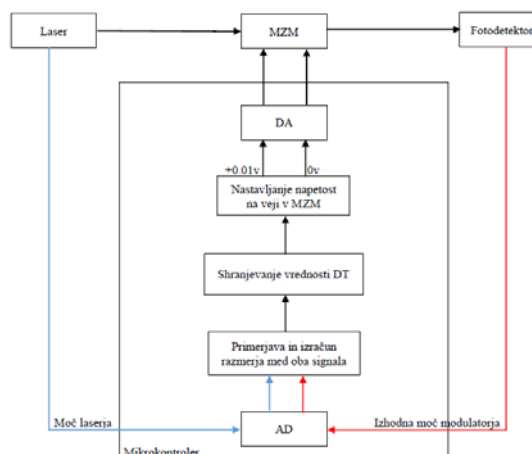 Laser
MZM
Fotodetektor
DA
+0.01v
0v
Nastavljanje napetost
na veji v MZM
Shranjevanje vrednosti DT
Primerjava in izračun
razmerja med oba signala
Moč laserja
AD
Izhodna moč modulatorja
Mikrokontroler